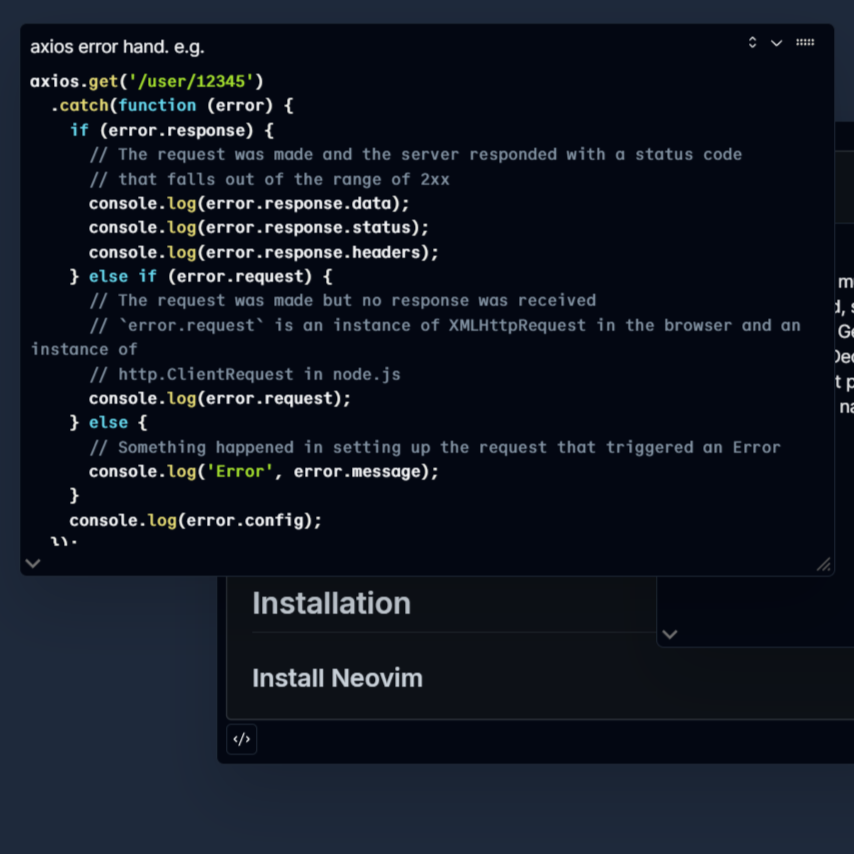 axios error hand. e.g.
axios.get('/user/12345')
  .catch(function (error) {
    if (error.response) {
      // The request was made and the server responded with a status code
      // that falls out of the range of 2xx
      console.log(error.response.data);
      console.log(error.response.status);
      console.log(error.response.headers);
    } else if (error.request) {
      // The request was made but no response was received
      // `error.request` is an instance of XMLHttpRequest in the browser and an
instance of
      // http.ClientRequest in node.js
      console.log(error.request);
    } else {
      // Something happened in setting up the request that triggered an Error
      console.log('Error', error.message);
    }
    console.log(error.config);
  });
Installation
Install Neovim
</>